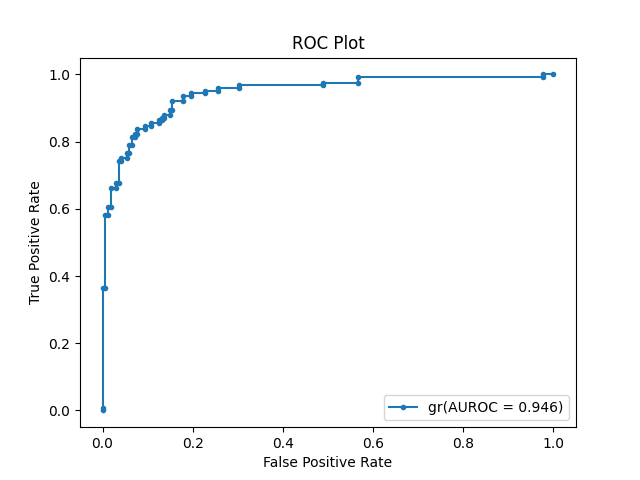 ROC Plot
True Positive Rate
1.0
0.8
0.6
0.4
0.2
0.0
gr(AUROC = 0.946)
0.0 0.2 0.4 0.6 0.8 1.0
False Positive Rate